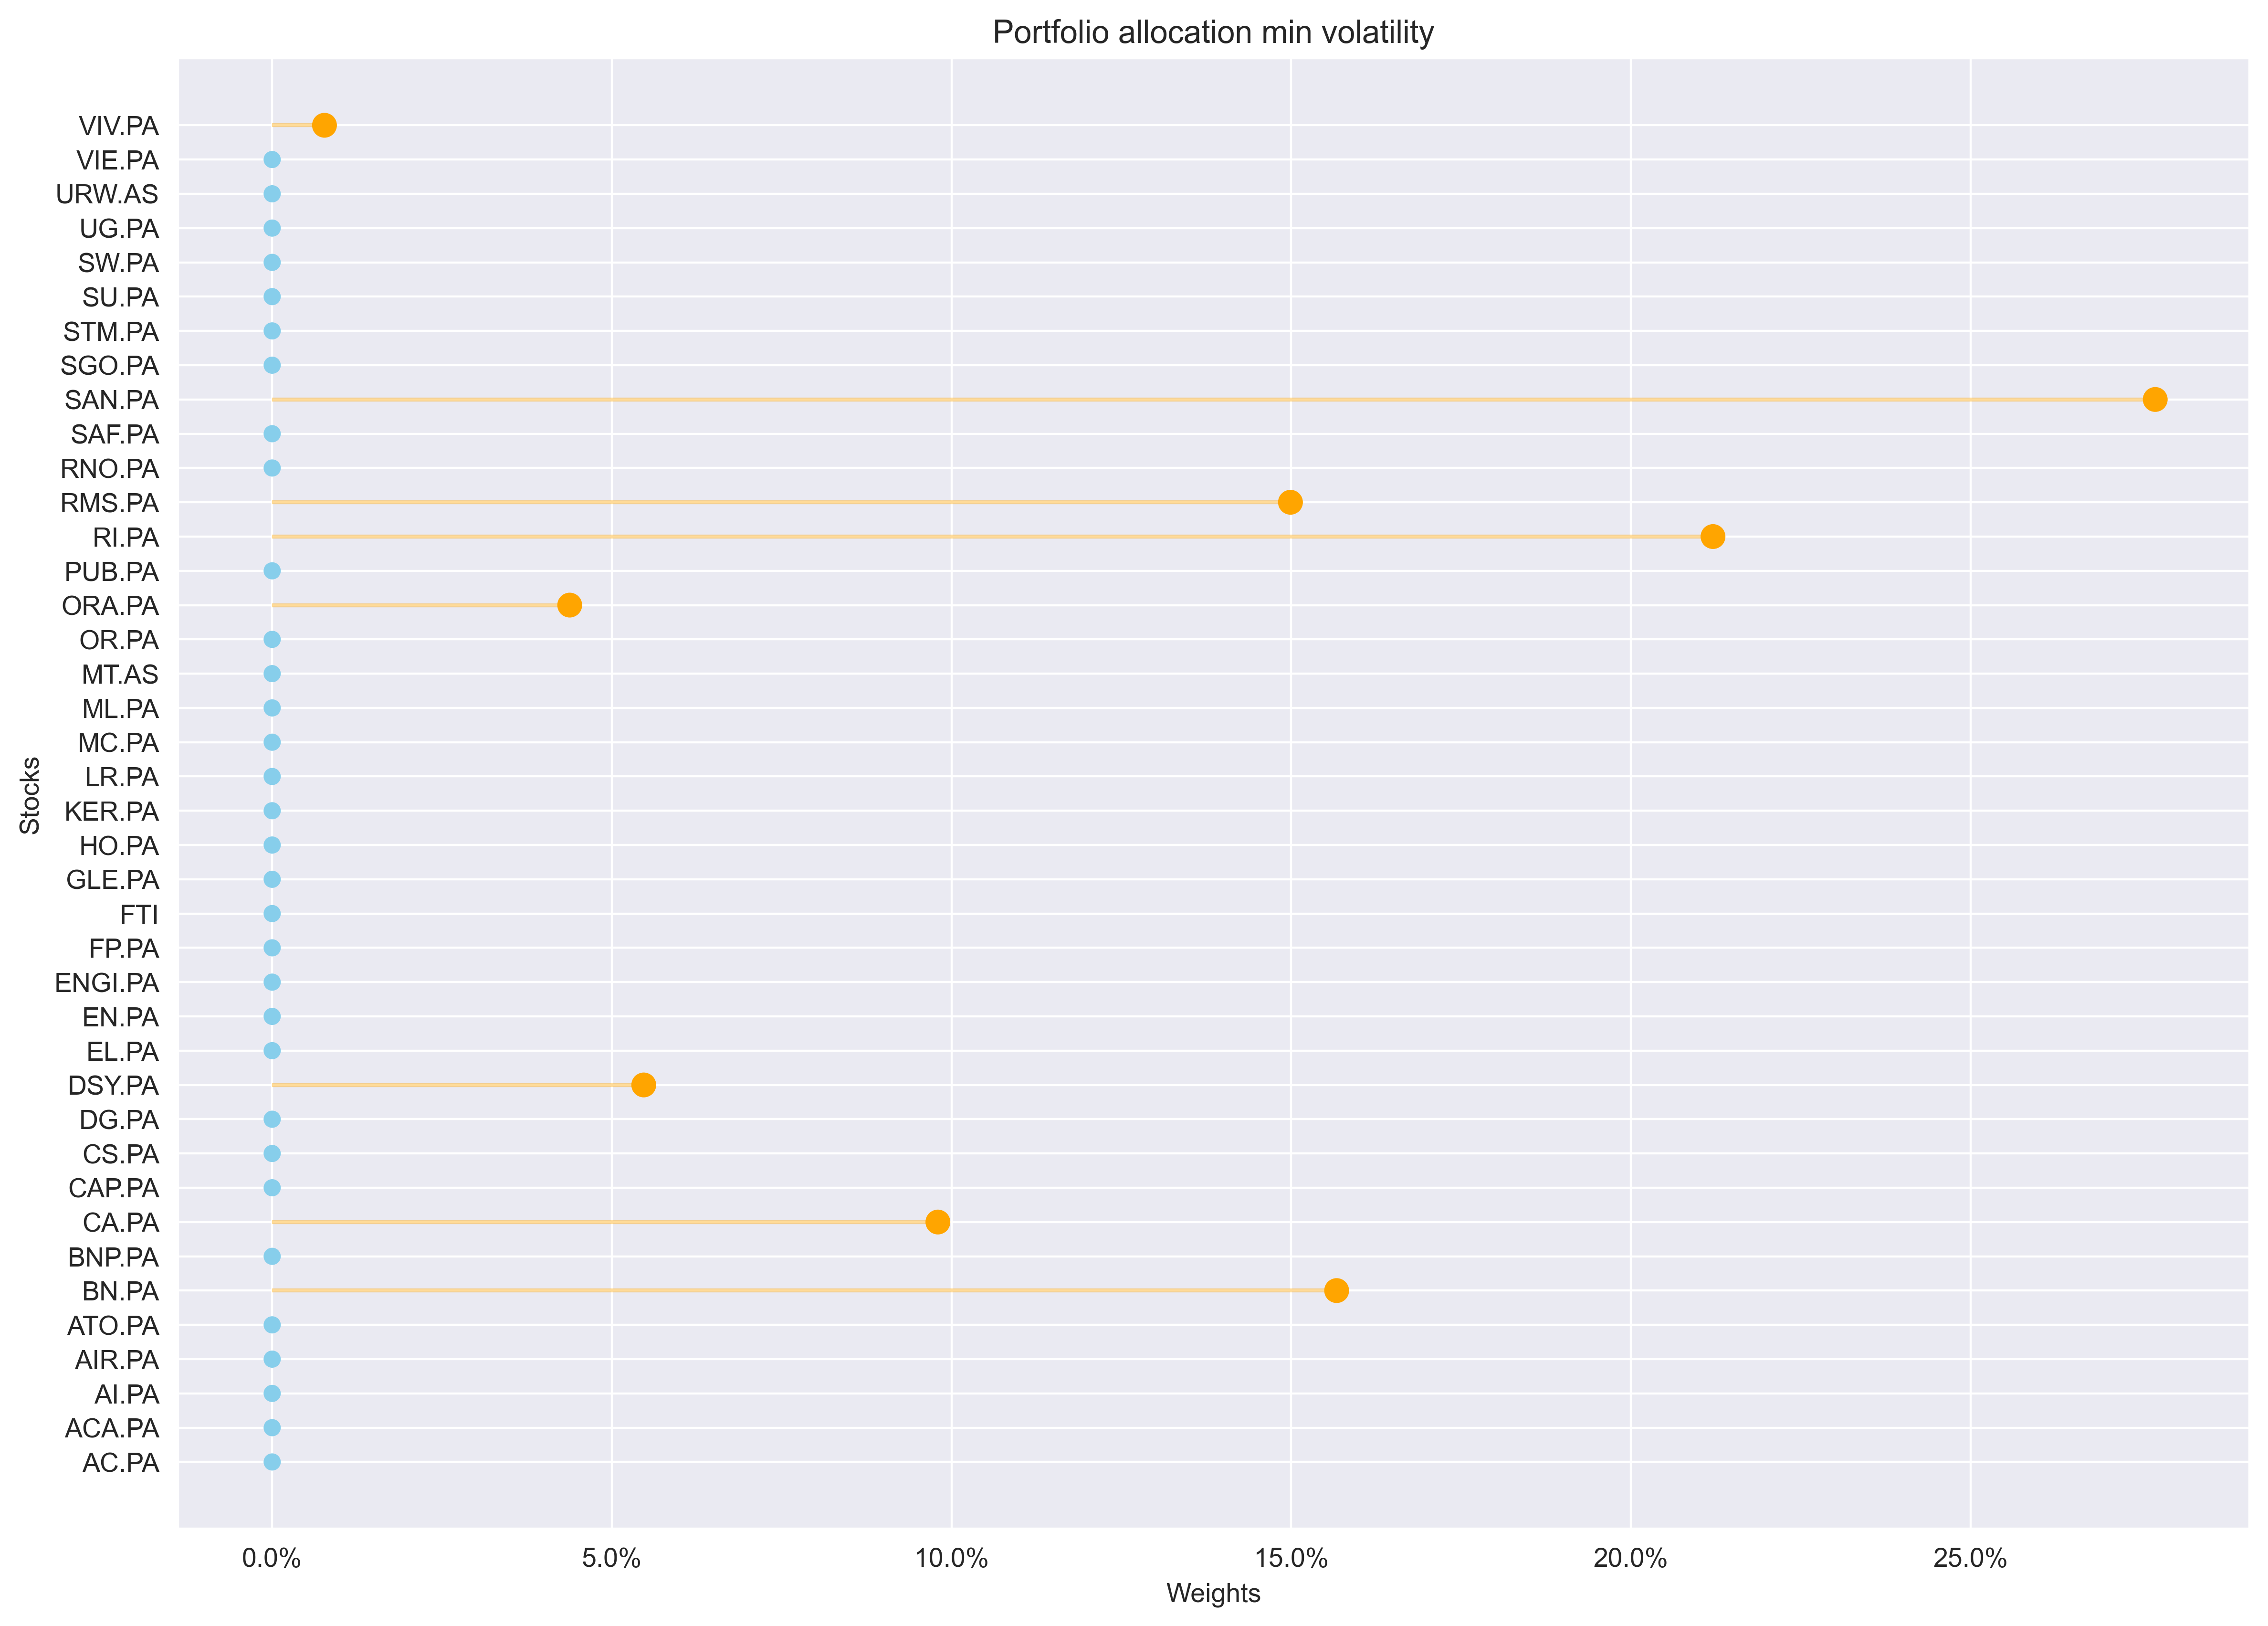 Portfolio allocation min volatility
VIV.PA
VIE.PA
URW.AS
UG.PA
SW.PA
SU.PA
STM.PA
SGO.PA
SAN.PA
SAF.PA
RNO.PA
RMS.PA
RI.PA
PUB.PA
ORA.PA
OR.PA
MT.AS
ML.PA
MC.PA
LR.PA
KER.PA
HO.PA
GLE.PA
FTI
FP.PA
ENGI.PA
EN.PA
EL.PA
DSY.PA
DG.PA
CS.PA
CAP.PA
CA.PA
BNP.PA
BN.PA
ATO.PA
AIR.PA
AI.PA
ACA.PA
AC.PA
Stocks
0.0% 5.0% 10.0% 15.0% 20.0% 25.0%
Weights